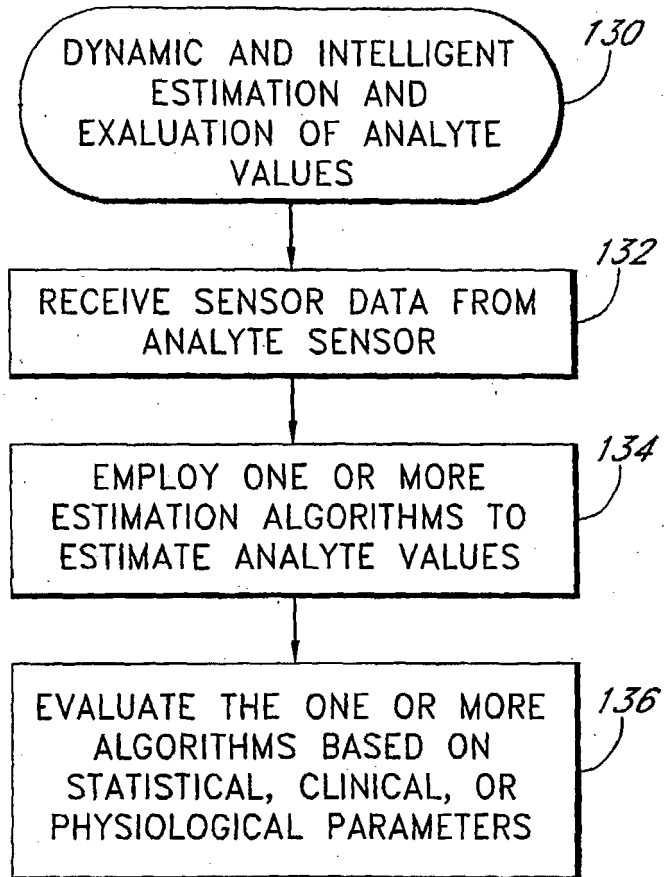 DYNAMIC AND INTELLIGENT
ESTIMATION AND
EXALUATION OF ANALYTE
VALUES
130
RECEIVE SENSOR DATA FROM
ANALYTE SENSOR
132
EMPLOY ONE OR MORE
ESTIMATION ALGORITHMS TO
ESTIMATE ANALYTE VALUES
134
EVALUATE THE ONE OR MORE
ALGORITHMS BASED ON
STATISTICAL, CLINICAL, OR
PHYSIOLOGICAL PARAMETERS
136